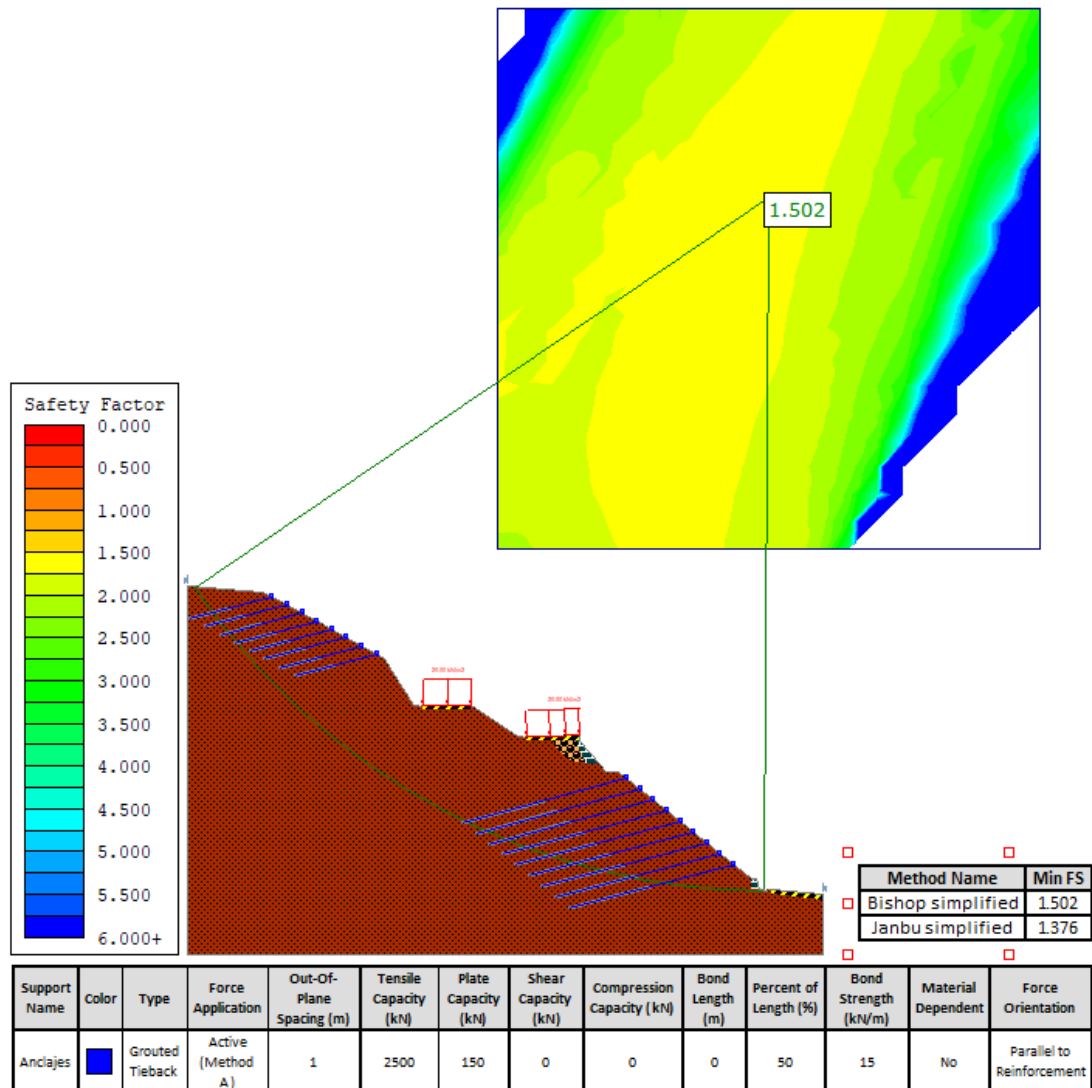 1.502
Safety Factor
0.000
0.500
1.000
1.500
2.000
2.500
3.000
3.500
4.000
4.500
5.000
5.500
6.000+
Method Name Min FS
Bishop simplified 1.502
Janbu simplified 1.376
Support Name Color Type Force Application Out-Of-Plane Spacing (m) Tensile Capacity (kN) Plate Capacity (kN) Shear Capacity (kN) Compression Capacity (kN) Bond Length (m) Percent of Length (%) Bond Strength (kN/m) Material Dependent Force Orientation
Anclajes Grouted Tieback Active (Method A) 1 2500 150 0 0 0 50 15 No Parallel to Reinforcement